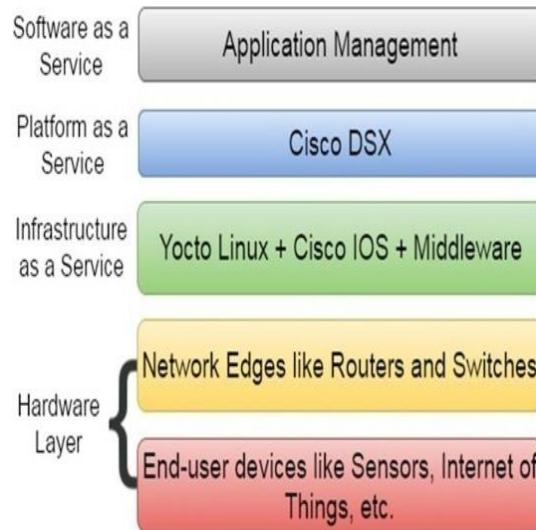 Software as a
Service
Application Management
Platform as a
Service
Cisco DSX
Infrastructure
as a Service
Yocto Linux + Cisco IOS + Middleware
Hardware
Layer
Network Edges like Routers and Switches
End-user devices like Sensors, Internet of
Things, etc.